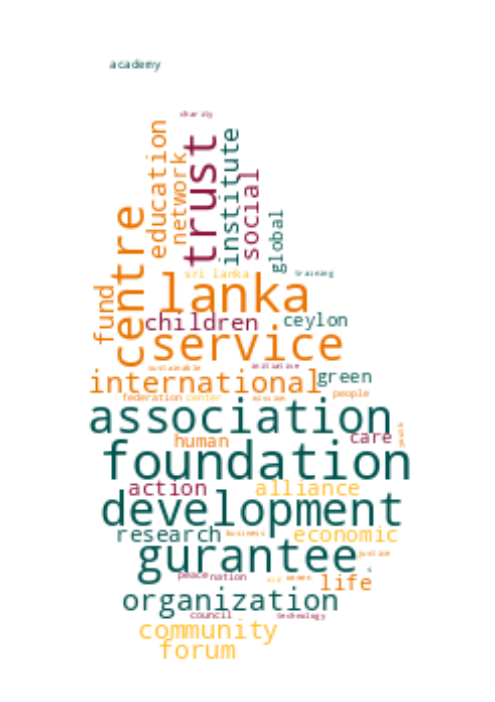 academy
charity
education
network
trust
institute
social
global
sri lanka
training
centre
fund
lanka
children
ceylon
service
sustainable
initiative
international
green
federation
center
mission
people
association
youth
human
care
foundation
action
alliance
development
research
business
economic
gurantee
justice
peace
nation
aid
women
life
organization
council
technology
community
forum